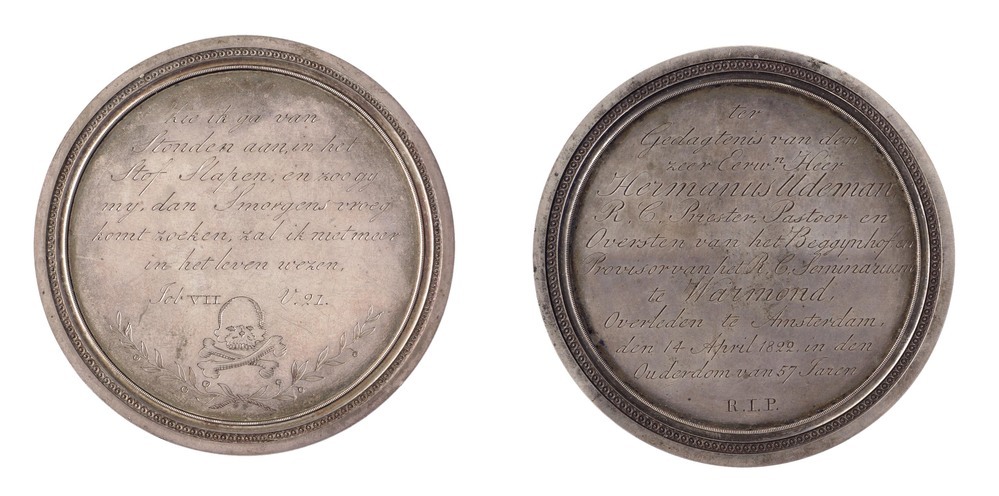 zie ik ga van
Stonden aan, in het
Stof Slapen; en zoo gy
my, dan Smorgens vroeg
komt zoeken, zal ik niet meer
in het leven wezen.
Job VII V. 21.
ter
Gedagtenis van den
zeer Eerw.n Heer
Hermanus Udeman
R. C. Priester, Pastoor en
Oversten van het Beggynhof en
Provisor van het R. C. Seminarium
te Warmond.
Overleden te Amsterdam.
den 14 April 1822. in den
Ouderdom van 57 Jaren
R. I. P.